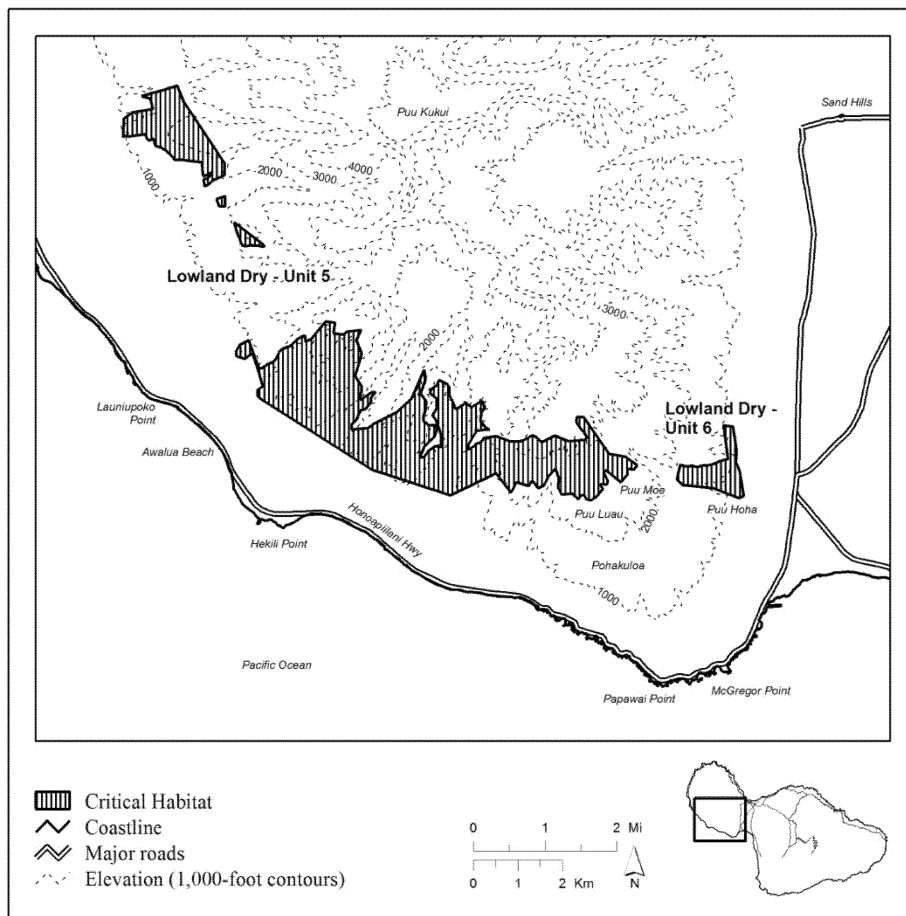 Puu Kukui
Sand Hills
1000
2000
3000
4000
Lowland Dry - Unit 5
3000
2000
Launiupoko
Point
Awalua Beach
Lowland Dry -
Unit 6
Puu Moe
Puu Luau
Puu Hoha
2000
Hekili Point
Honoapiilani Hwy
Pohakuloa
1000
Pacific Ocean
Papawai Point
McGregor Point
Critical Habitat
Coastline
Major roads
Elevation (1,000-foot contours)
0 1 2 Mi
0 1 2 Km
N